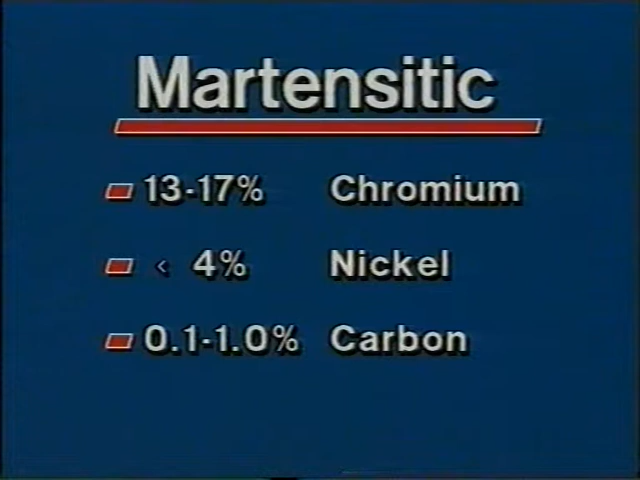 Martensitic
13-17% Chromium
< 4% Nickel
0.1-1.0% Carbon